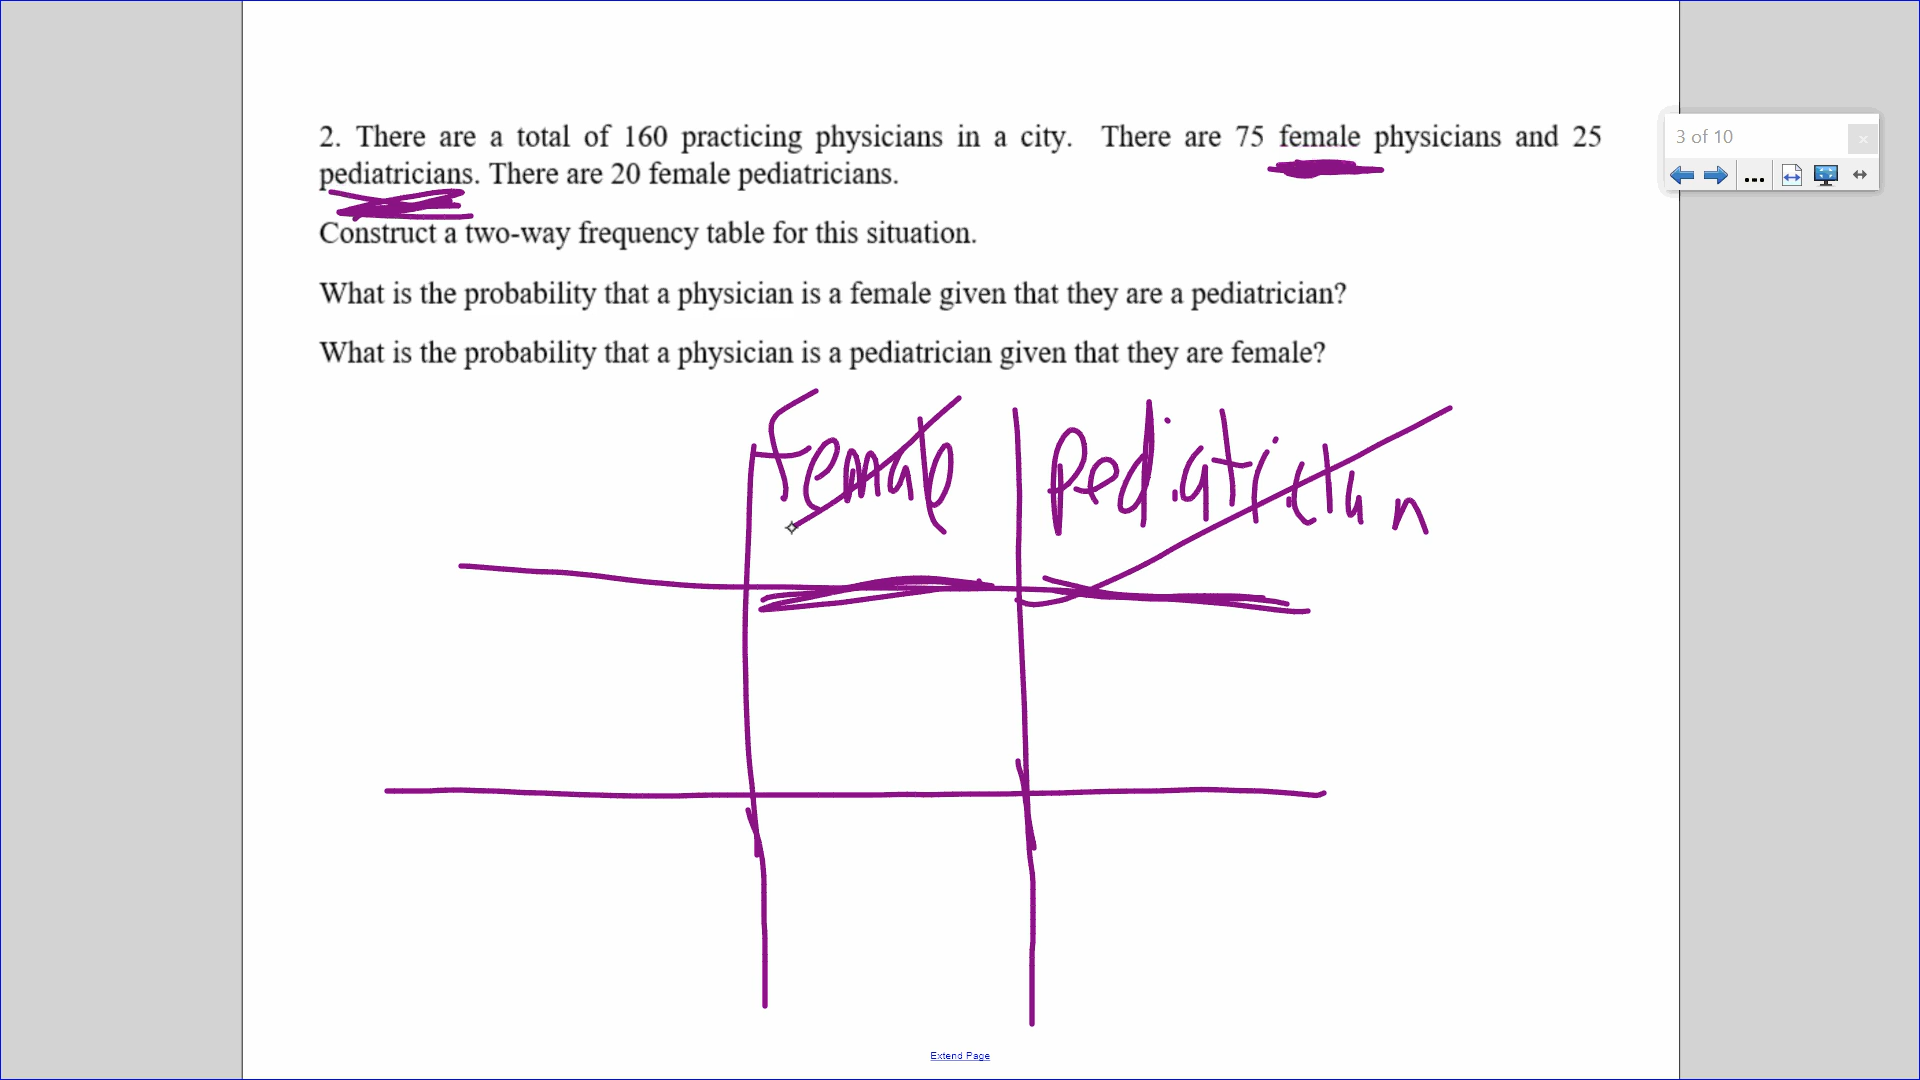 2. There are a total of 160 practicing physicians in a city. There are 75 female physicians and 25
pediatricians. There are 20 female pediatricians.
Construct a two-way frequency table for this situation.
What is the probability that a physician is a female given that they are a pediatrician?
What is the probability that a physician is a pediatrician given that they are female?
Female Pediatrician
3 of 10
...
Extend Page